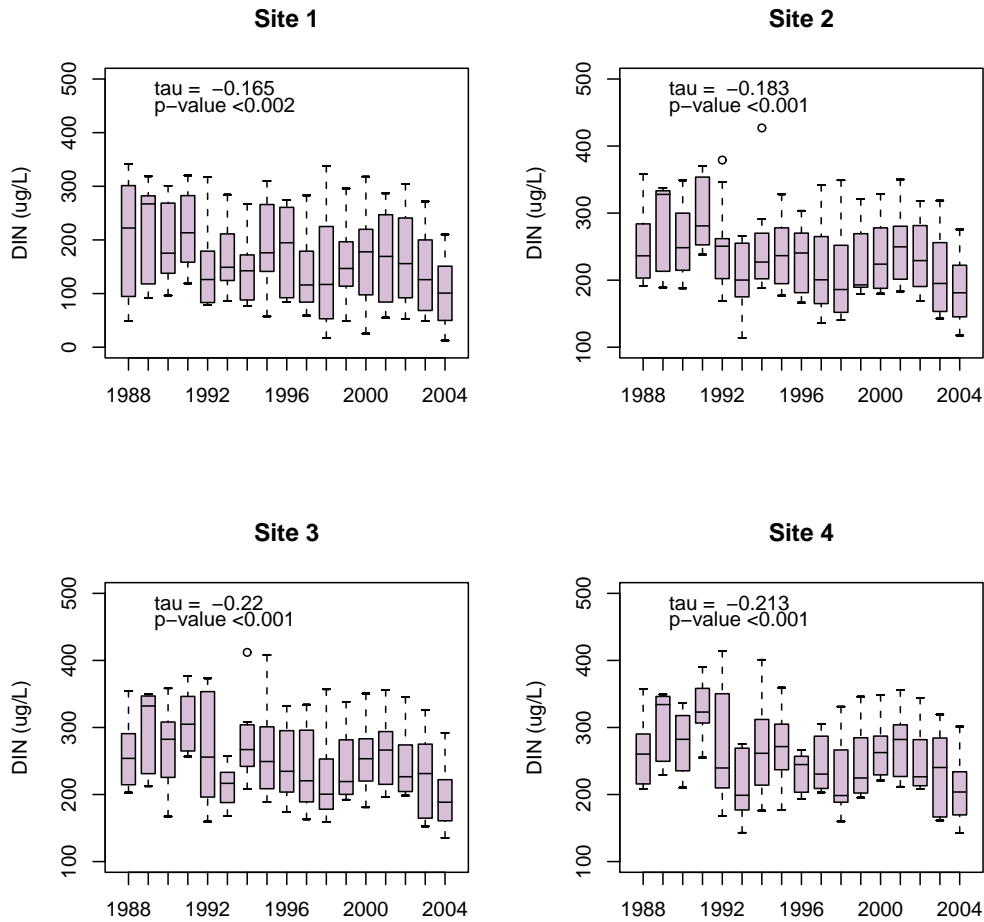 Site 1
tau = −0.165
p−value <0.002
DIN (ug/L)
500
400
300
200
100
0
1988 1992 1996 2000 2004
Site 2
tau = −0.183
p−value <0.001
DIN (ug/L)
500
400
300
200
100
1988 1992 1996 2000 2004
Site 3
tau = −0.22
p−value <0.001
DIN (ug/L)
500
400
300
200
100
1988 1992 1996 2000 2004
Site 4
tau = −0.213
p−value <0.001
DIN (ug/L)
500
400
300
200
100
1988 1992 1996 2000 2004